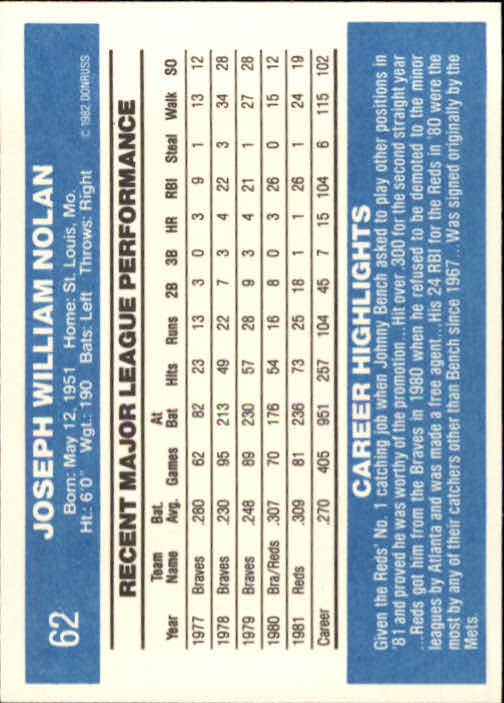 62
JOSEPH WILLIAM NOLAN
Born: May 12, 1951 Home: St. Louis, Mo.
Ht.: 6'0" Wgt.: 190 Bats: Left Throws: Right
© 1982 DONRUSS
RECENT MAJOR LEAGUE PERFORMANCE
Year Team Name Bat. Avg. Games At Bat Hits Runs 2B 3B HR RBI Steal Walk SO
1977 Braves .280 62 82 23 13 3 0 3 9 1 13 12
1978 Braves .230 95 213 49 22 7 3 4 22 3 34 28
1979 Braves .248 89 230 57 28 9 3 4 21 1 27 28
1980 Bra/Reds .307 70 176 54 16 8 0 3 26 0 15 12
1981 Reds .309 81 236 73 25 18 1 1 26 1 24 19
Career .270 405 951 257 104 45 7 15 104 6 115 102
CAREER HIGHLIGHTS
Given the Reds' No. 1 catching job when Johnny Bench asked to play other positions in
'81 and proved he was worthy of the promotion...Hit over .300 for the second straight year
...Reds got him from the Braves in 1980 when he refused to be demoted to the minor
leagues by Atlanta and was made a free agent...His 24 RBI for the Reds in '80 were the
most by any of their catchers other than Bench since 1967...Was signed originally by the
Mets.